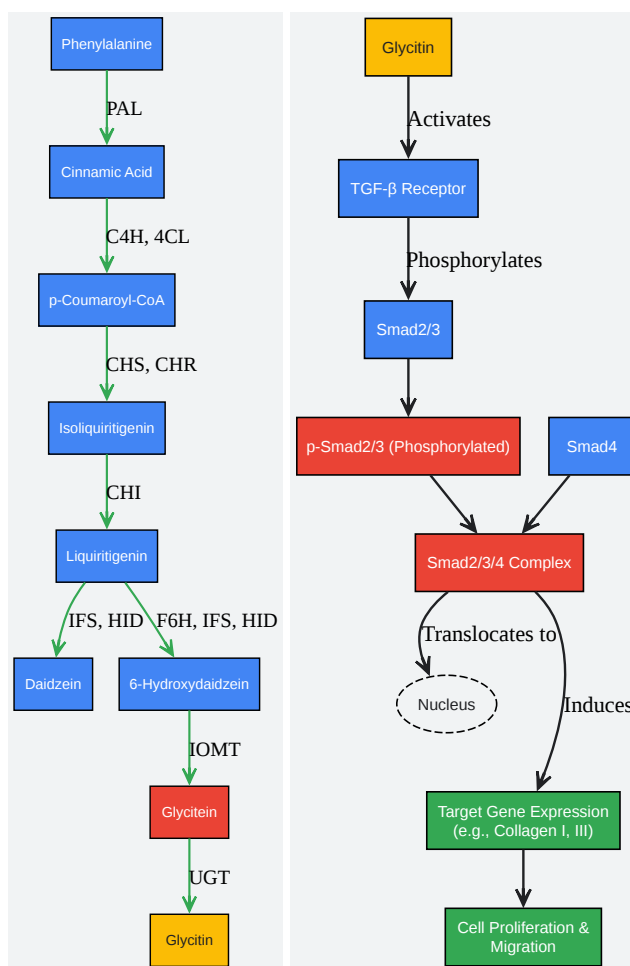 Phenylalanine
PAL
Cinnamic Acid
C4H, 4CL
p-Coumaroyl-CoA
CHS, CHR
Isoliquiritigenin
CHI
Liquiritigenin
IFS, HID
F6H, IFS, HID
Daidzein
6-Hydroxydaidzein
IOMT
Glycitein
UGT
Glycitin
Glycitin
Activates
TGF-β Receptor
Phosphorylates
Smad2/3
p-Smad2/3 (Phosphorylated)
Smad4
Smad2/3/4 Complex
Translocates to
Nucleus
Induces
Target Gene Expression
(e.g., Collagen I, III)
Cell Proliferation &
Migration